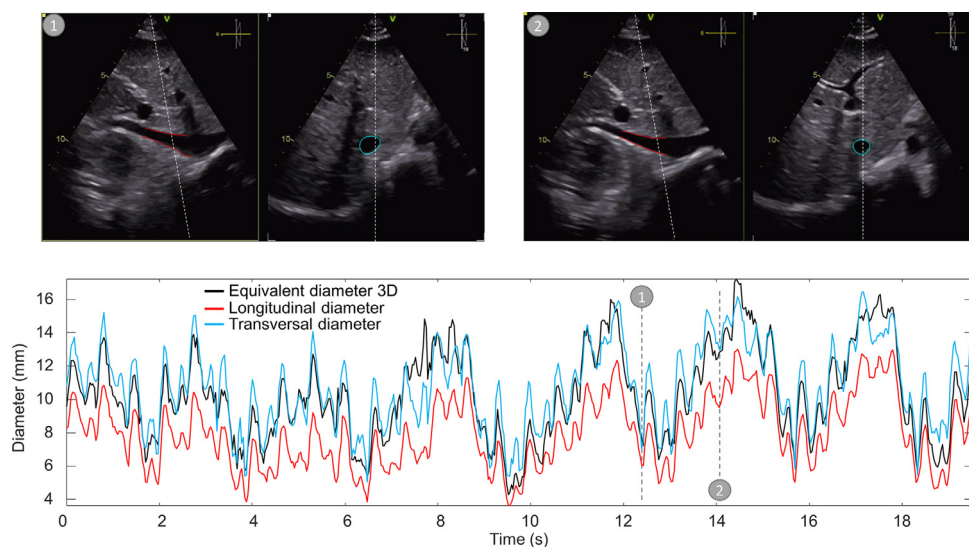 1
V
5
10
V
2
V
5
10
V
16
14
12
10
8
6
4
Diameter (mm)
Equivalent diameter 3D
Longitudinal diameter
Transversal diameter
1
2
0 2 4 6 8 10 12 14 16 18
Time (s)